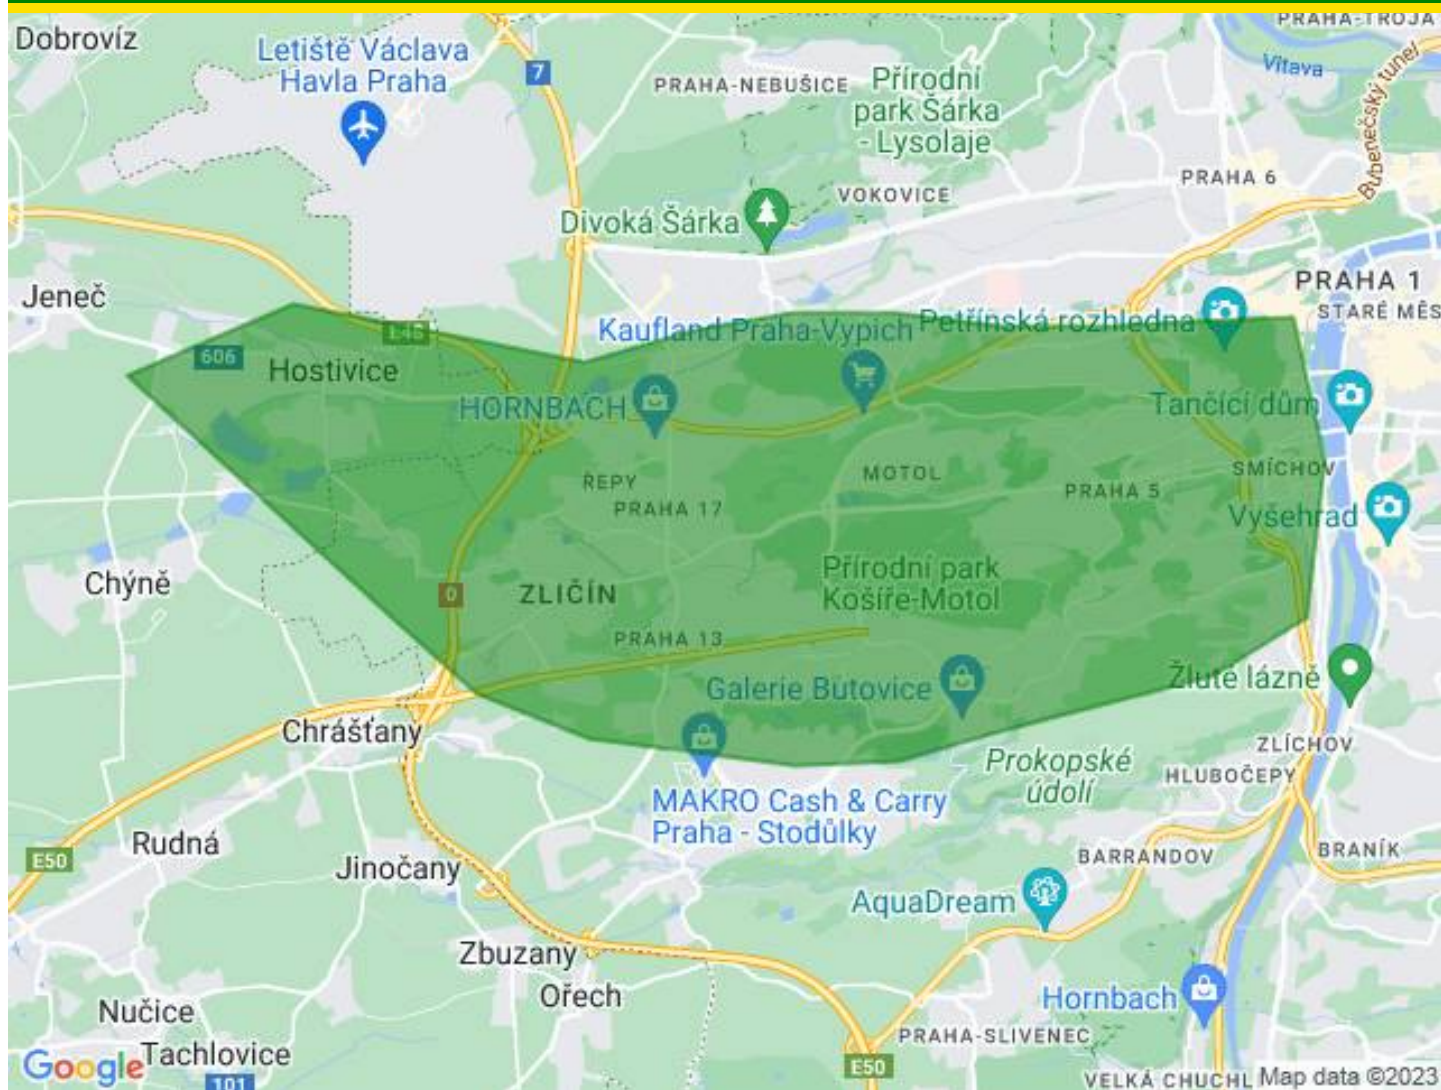 PRAHA-TROJA
Dobrovíz
Letiště Václava
Havla Praha
7
PRAHA-NEBUŠICE
Přírodní
park Šárka
- Lysolaje
Vltava
Bubenečský tunel
PRAHA 6
VOKOVICE
Divoká Šárka
PRAHA 1
STARÉ MĚS
Jeneč
Kaufland Praha-Vypich
Petřínská rozhledna
606
Hostivice
HORNBACH
Tančící dům
ŘEPY
MOTOL
SMÍCHOV
PRAHA 5
PRAHA 17
Vyšehrad
Chýně
0
ZLIČÍN
Přírodní park
Košíře-Motol
PRAHA 13
Galerie Butovice
Žluté lázně
Chrášťany
ZLÍCHOV
Prokopské
údolí
HLUBOČEPY
MAKRO Cash & Carry
Praha - Stodůlky
Rudná
E50
Jinočany
BARRANDOV
BRANÍK
AquaDream
Zbuzany
Ořech
Hornbach
Nučice
PRAHA-SLIVENEC
Google
Tachlovice
101
E50
VELKÁ CHUCHL
Map data ©2023